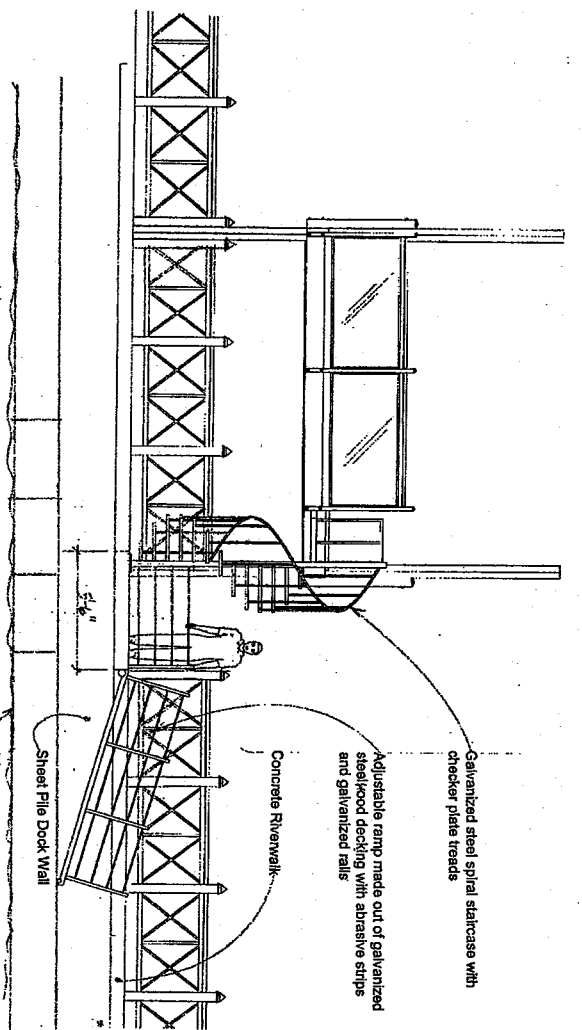 Galvanized steel spiral staircase with
checker plate treads
Adjustable ramp made out of galvanized
steel/wood decking with abrasive strips
and galvanized rails
Concrete Riverwalk
Sheet Pile Dock Wall